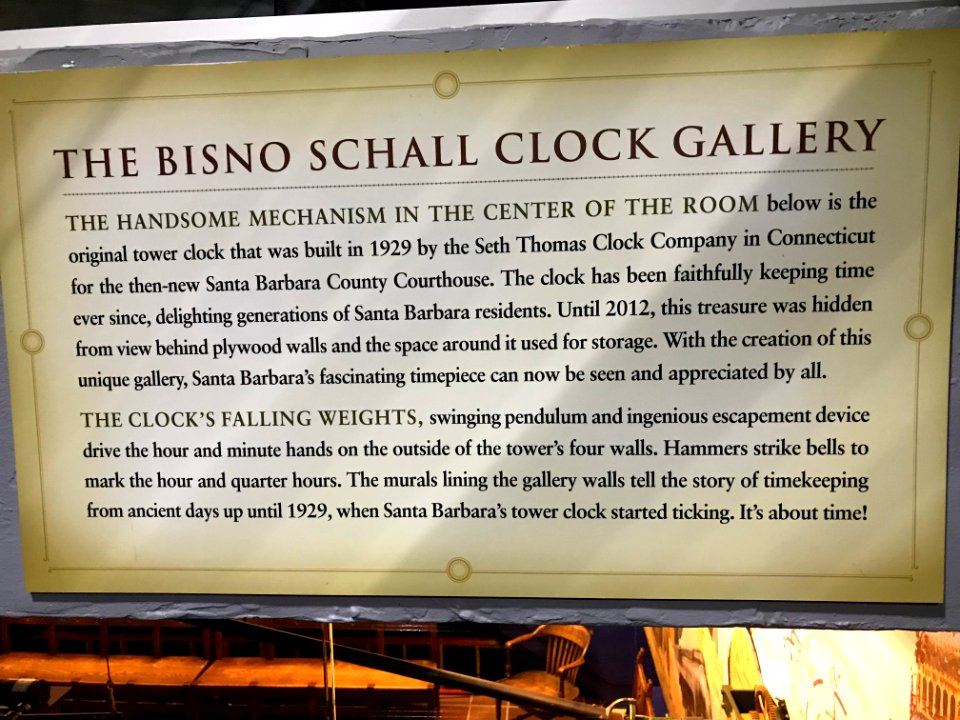 THE BISNO SCHALL CLOCK GALLERY
THE HANDSOME MECHANISM IN THE CENTER OF THE ROOM below is the
original tower clock that was built in 1929 by the Seth Thomas Clock Company in Connecticut
for the then-new Santa Barbara County Courthouse. The clock has been faithfully keeping time
ever since, delighting generations of Santa Barbara residents. Until 2012, this treasure was hidden
from view behind plywood walls and the space around it used for storage. With the creation of this
unique gallery, Santa Barbara's fascinating timepiece can now be seen and appreciated by all.
THE CLOCK'S FALLING WEIGHTS, swinging pendulum and ingenious escapement device
drive the hour and minute hands on the outside of the tower's four walls. Hammers strike bells to
mark the hour and quarter hours. The murals lining the gallery walls tell the story of timekeeping
from ancient days up until 1929, when Santa Barbara's tower clock started ticking. It's about time!